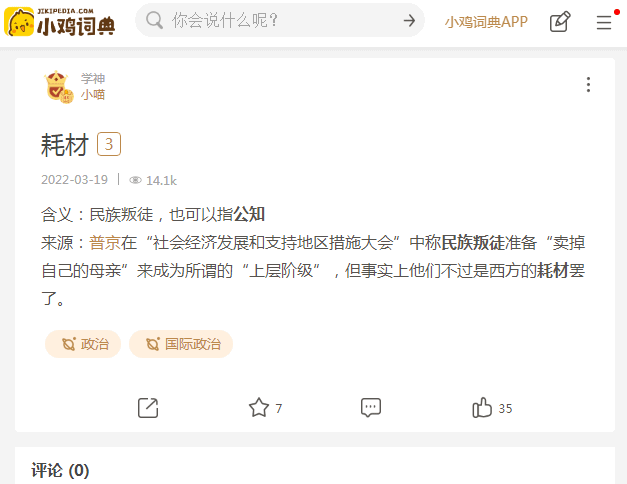 JIKIPEDIA.COM
小鸡词典
你会说什么呢？
小鸡词典APP
学神
小喵
耗材 3
2022-03-19 14.1k
含义：民族叛徒，也可以指公知
来源：普京在“社会经济发展和支持地区措施大会”中称民族叛徒准备“卖掉
自己的母亲”来成为所谓的“上层阶级”，但事实上他们不过是西方的耗材罢
了。
政治 国际政治
7 35
评论 (0)